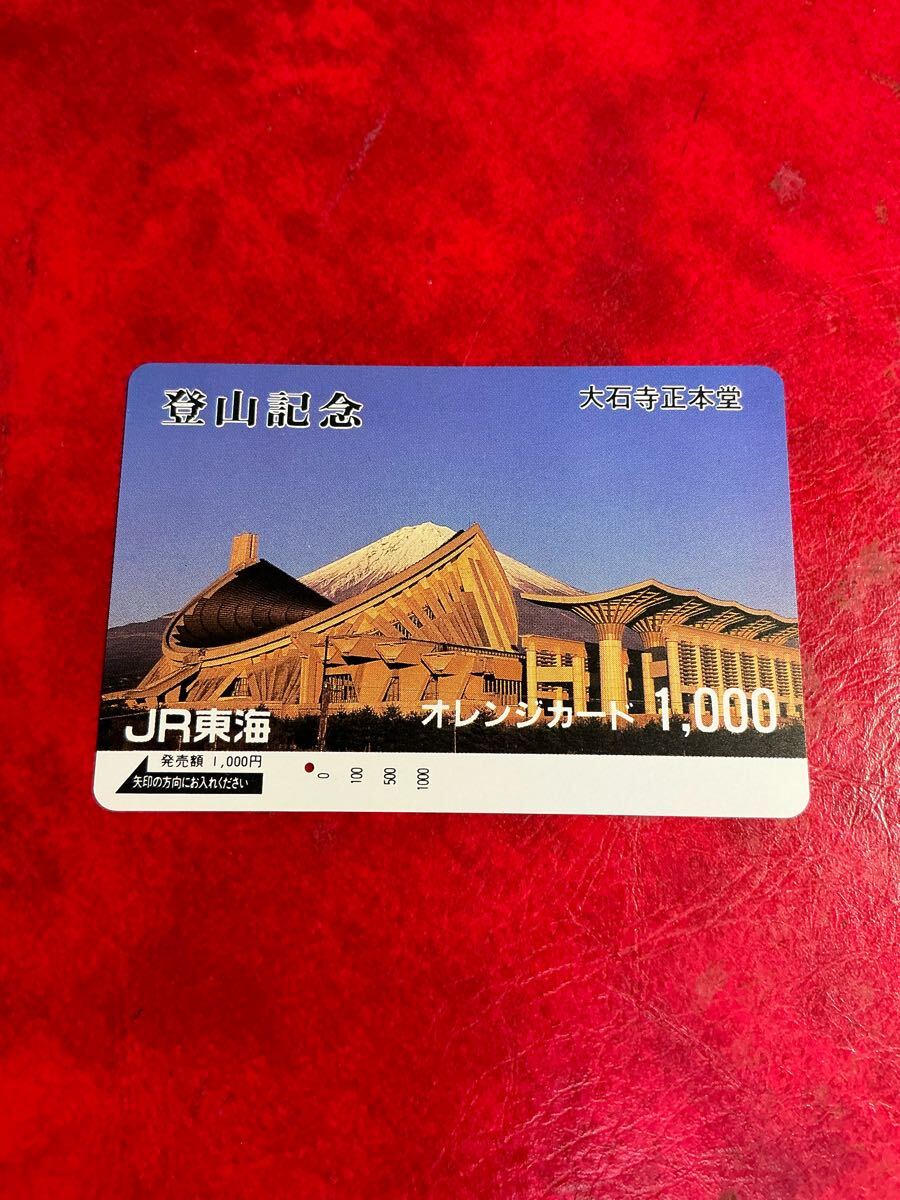 登山記念
大石寺正本堂
JR東海
オレンジカード 1,000
発売額 1,000円
矢印の方向にお入れください
0 100 500 1000